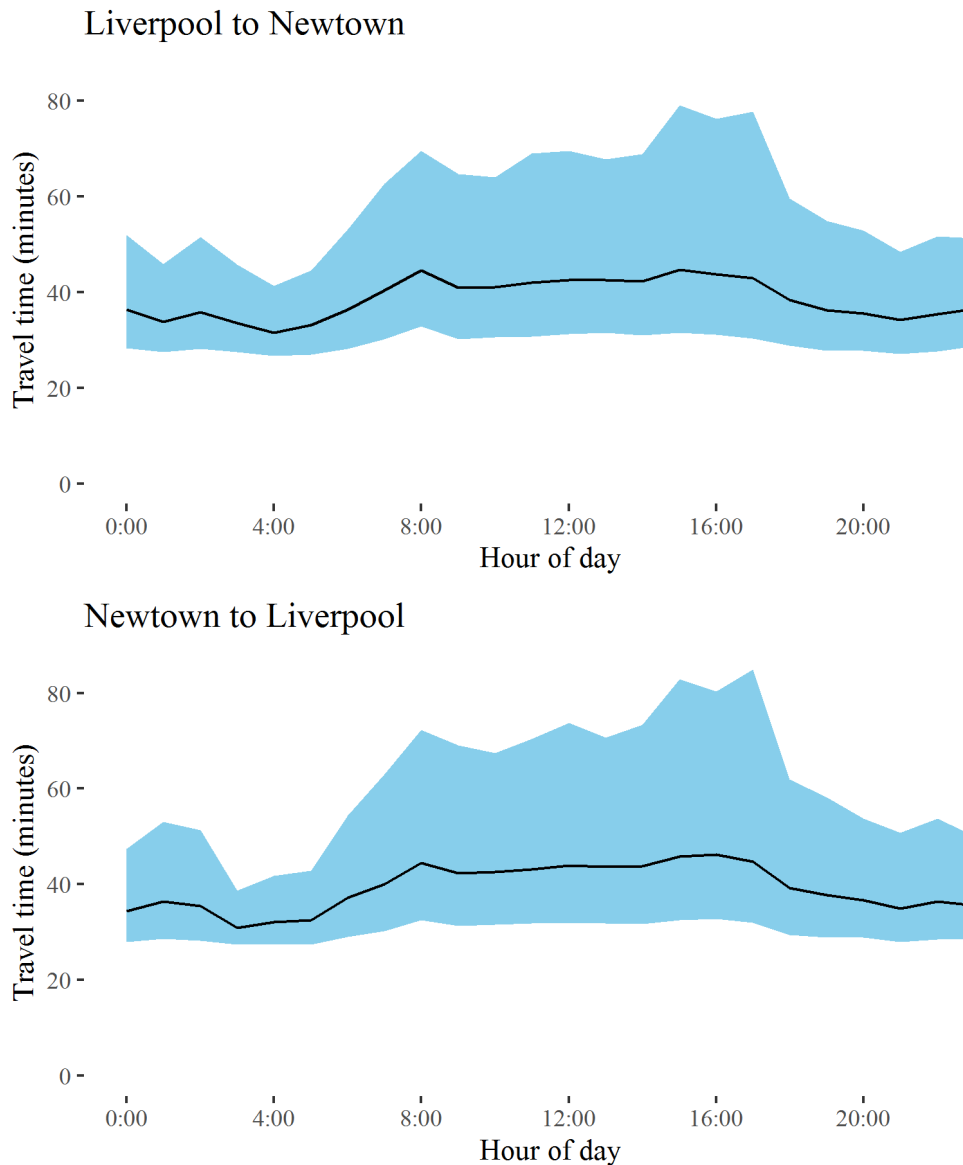 Liverpool to Newtown
Travel time (minutes)
80
60
40
20
0
0:00 4:00 8:00 12:00 16:00 20:00
Hour of day
Newtown to Liverpool
Travel time (minutes)
80
60
40
20
0
0:00 4:00 8:00 12:00 16:00 20:00
Hour of day